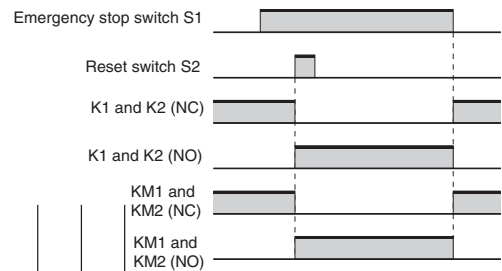 Emergency stop switch S1
Reset switch S2
K1 and K2 (NC)
K1 and K2 (NO)
KM1 and
KM2 (NC)
KM1 and
KM2 (NO)